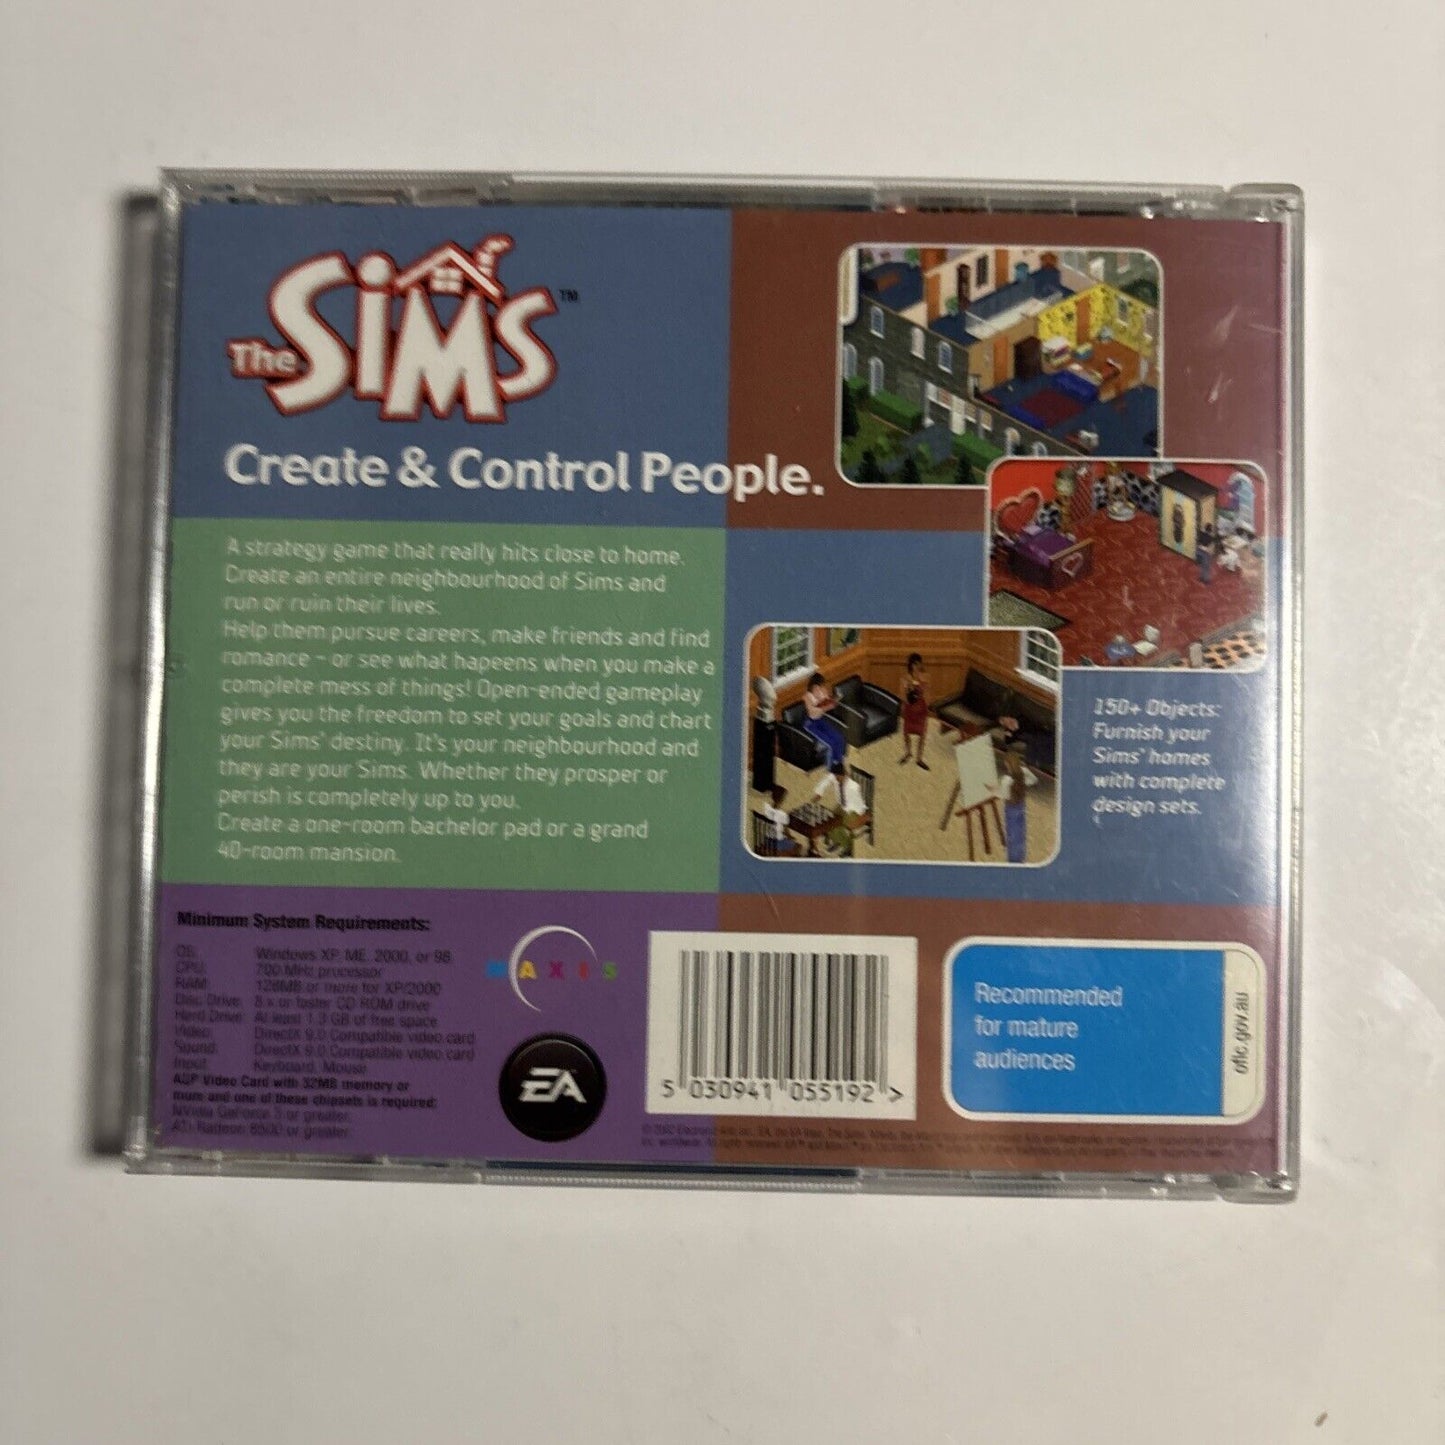 The SiMS™
Create & Control People.
A strategy game that really hits close to home.
Create an entire neighbourhood of Sims and
run or ruin their lives.
Help them pursue careers, make friends and find
romance – or see what hapeens when you make a
complete mess of things! Open-ended gameplay
gives you the freedom to set your goals and chart
your Sims' destiny. It's your neighbourhood and
they are your Sims. Whether they prosper or
perish is completely up to you.
Create a one-room bachelor pad or a grand
40-room mansion.
150+ Objects:
Furnish your
Sims' homes
with complete
design sets.
Minimum System Requirements:
OS: Windows XP, ME, 2000, or 98
CPU: 700 MHz processor
RAM: 128MB or more for XP/2000
Disc Drive: 8 x or faster CD ROM drive
Hard Drive: At least 1.3 GB of free space
Video: DirectX 9.0 Compatible video card
Sound: DirectX 9.0 Compatible video card
Input: Keyboard, Mouse
AGP Video Card with 32MB memory or
mum and one of these chipsets is required:
NVidia GeForce 3 or greater
ATi Radeon 8500 or greater
MAXIS
EA
5 030941 055192 >
Recommended
for mature
audiences
oflc.gov.au